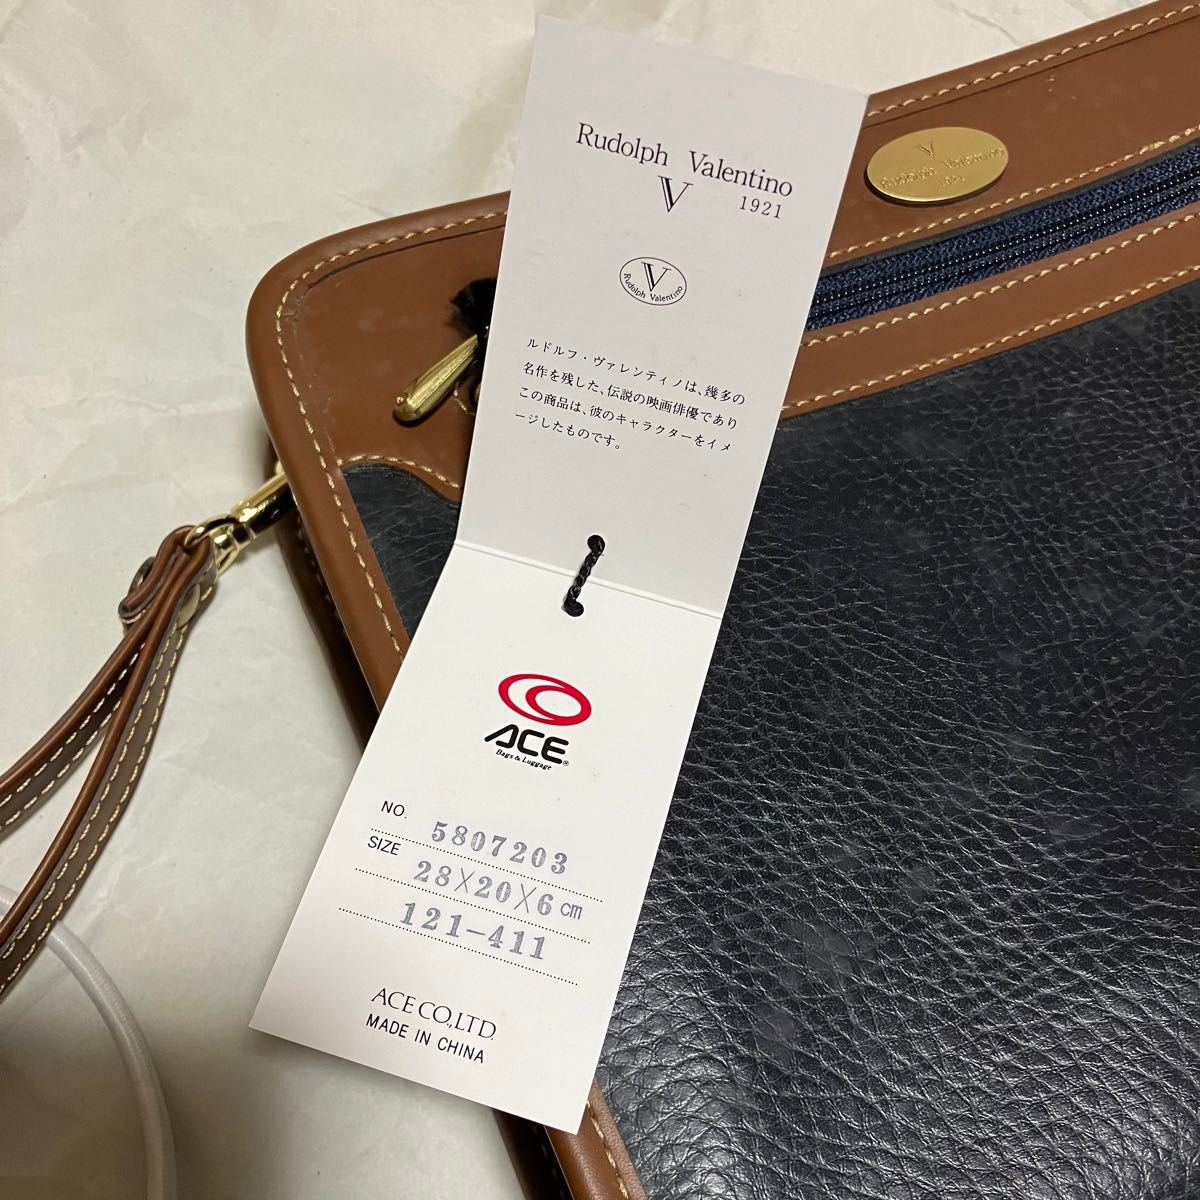 Rudolph Valentino
V 1921
V
Rudolph Valentino
ルドルフ・ヴァレンティノは、幾多の
名作を残した、伝説の映画俳優であり
この商品は、彼のキャラクターをイメ
ージしたものです。
ACE®
Bags & Luggage
NO. 5807203
SIZE 28×20×6 cm
121-411
ACE CO.,LTD.
MADE IN CHINA
V
Rudolph Valentino
1921